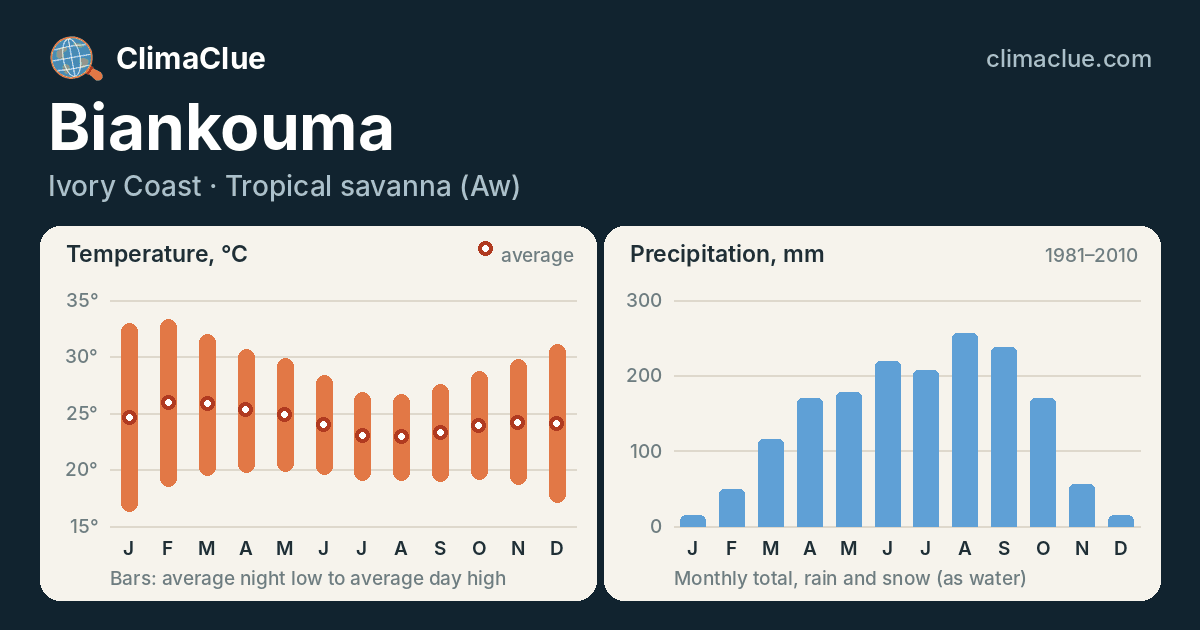 ClimaClue
climaclue.com
Biankouma
Ivory Coast · Tropical savanna (Aw)
Temperature, °C
average
35°
30°
25°
20°
15°
J F M A M J J A S O N D
Bars: average night low to average day high
Precipitation, mm
1981–2010
300
200
100
0
J F M A M J J A S O N D
Monthly total, rain and snow (as water)